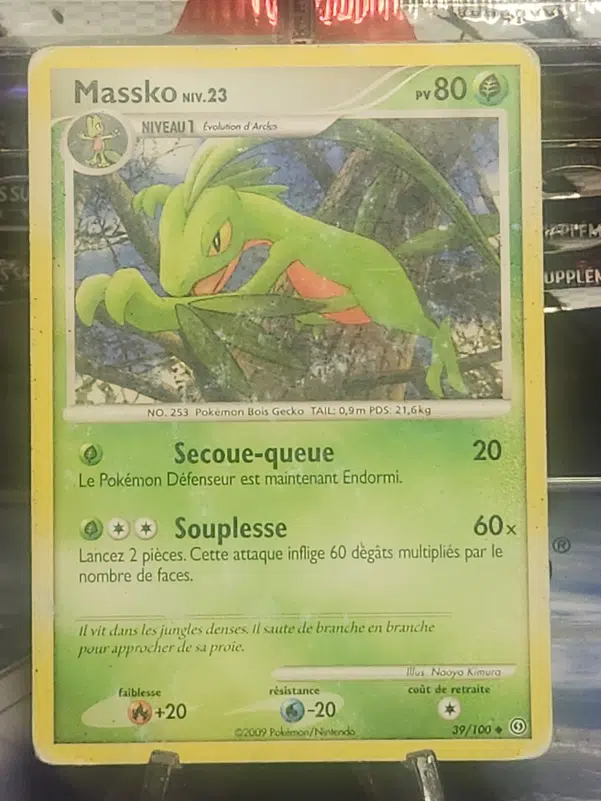 Massko NIV.23
PV 80
NIVEAU 1 Évolution d'Arcko
NO. 253 Pokémon Bois Gecko TAIL: 0,9m PDS: 21,6kg
Secoue-queue 20
Le Pokémon Défenseur est maintenant Endormi.
Souplesse 60x
Lancez 2 pièces. Cette attaque inflige 60 dégâts multipliés par le
nombre de faces.
Il vit dans les jungles denses. Il saute de branche en branche
pour approcher de sa proie.
Illus. Naoyo Kimura
faiblesse résistance coût de retraite
+20 -20
©2009 Pokémon/Nintendo 39/100
®